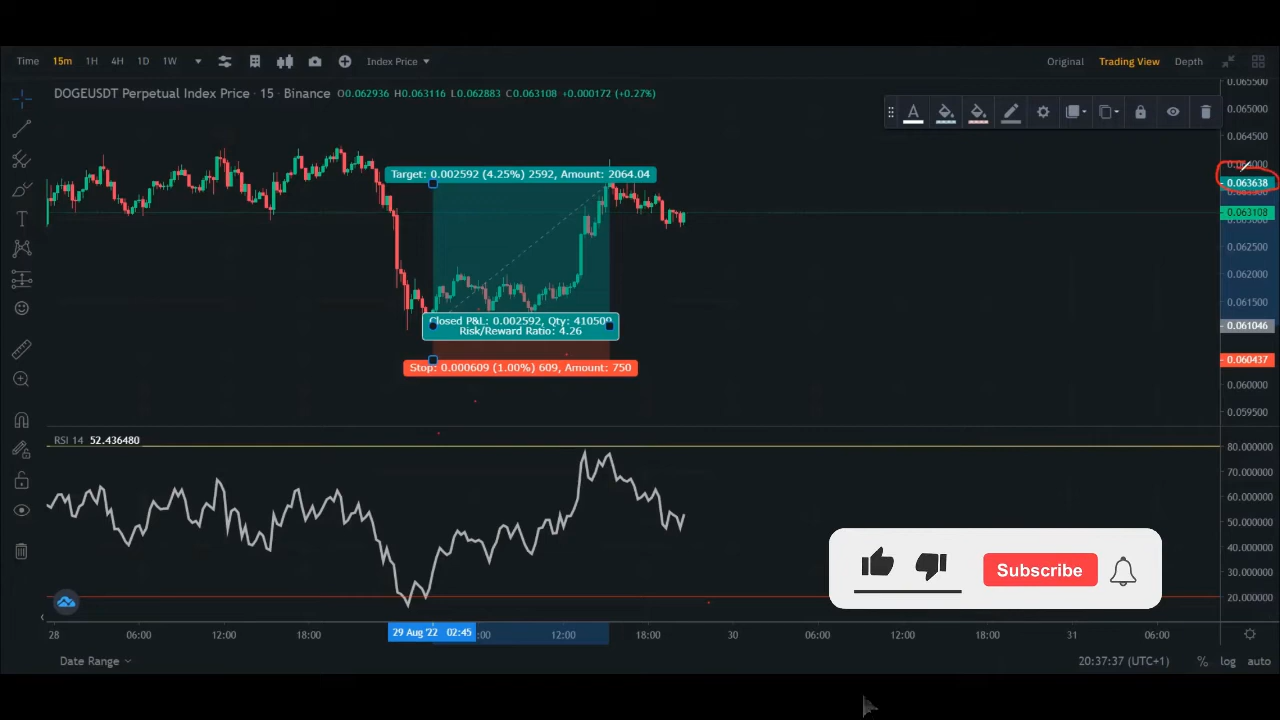 Time 15m 1H 4H 1D 1W Index Price Original Trading View Depth
DOGEUSDT Perpetual Index Price · 15 · Binance O0.062936 H0.063116 L0.062883 C0.063108 +0.000172 (+0.27%)
Target: 0.002592 (4.25%) 2592, Amount: 2064.04
Closed P&L: 0.002592, Qty: 410509
Risk/Reward Ratio: 4.26
Stop: 0.000609 (1.00%) 609, Amount: 750
0.065500
0.065000
0.064500
0.063638
0.063108
0.062500
0.062000
0.061500
0.061046
0.060437
0.060000
0.059500
RSI 14 52.436480
80.000000
70.000000
60.000000
50.000000
40.000000
30.000000
20.000000
Subscribe
28 06:00 12:00 18:00 29 Aug '22 02:45 12:00 18:00 30 06:00 12:00 18:00 31 06:00
Date Range 20:37:37 (UTC+1) % log auto